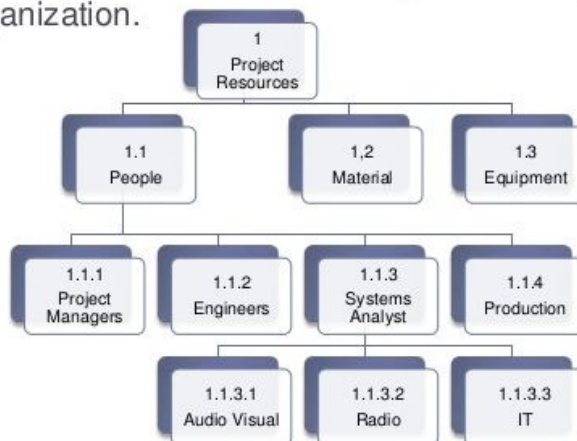 anization.
1
Project
Resources
1.1
People
1,2
Material
1.3
Equipment
1.1.1
Project
Managers
1.1.2
Engineers
1.1.3
Systems
Analyst
1.1.4
Production
1.1.3.1
Audio Visual
1.1.3.2
Radio
1.1.3.3
IT